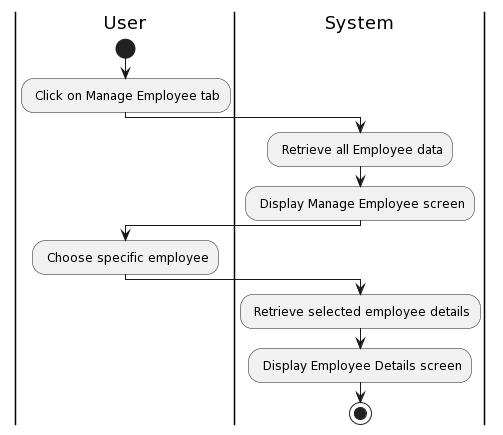 User
System
Click on Manage Employee tab
Retrieve all Employee data
Display Manage Employee screen
Choose specific employee
Retrieve selected employee details
Display Employee Details screen